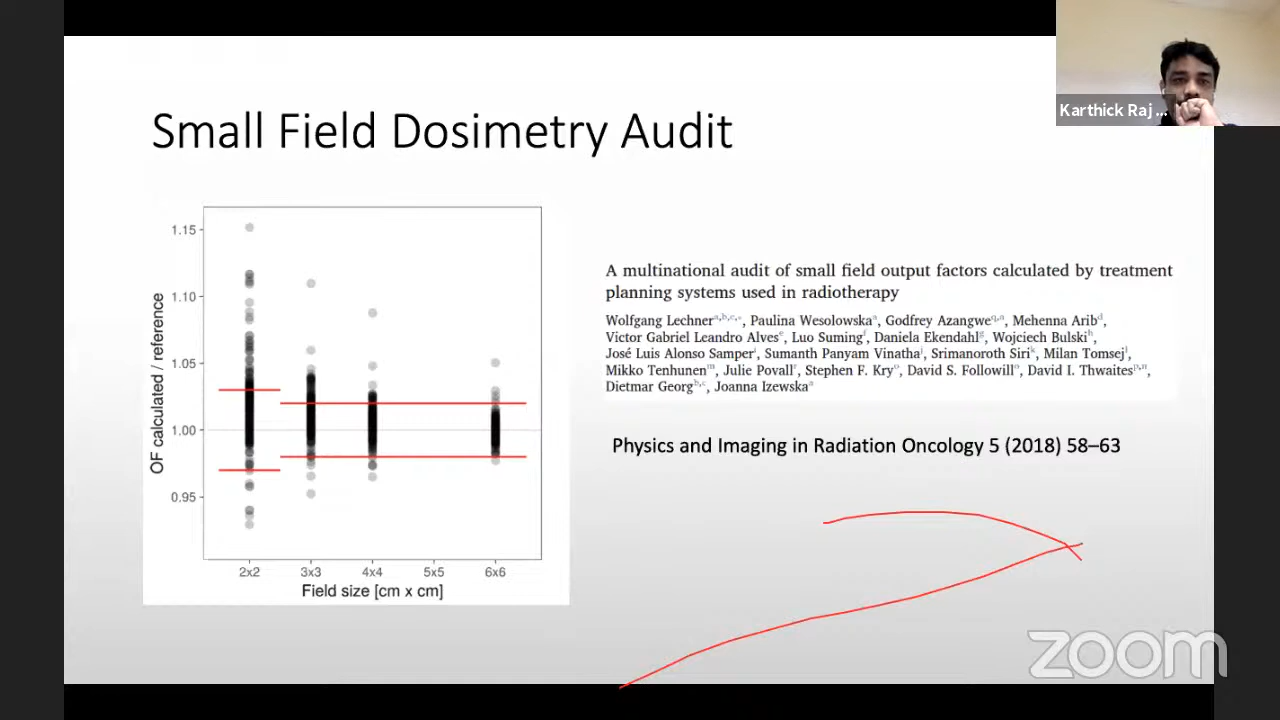 Karthick Raj ...
Small Field Dosimetry Audit
1.15
1.10
1.05
1.00
0.95
OF calculated / reference
2x2 3x3 4x4 5x5 6x6
Field size [cm x cm]
A multinational audit of small field output factors calculated by treatment
planning systems used in radiotherapy
Wolfgang Lechner, Paulina Wesolowska, Godfrey Azangwe, Mehenna Arib,
Victor Gabriel Leandro Alves, Luo Suming, Daniela Ekendahl, Wojciech Bulski,
José Luis Alonso Samper, Sumanth Panyam Vinatha, Srimanoroth Siri, Milan Tomsej,
Mikko Tenhunen, Julie Povall, Stephen F. Kry, David S. Followill, David I. Thwaites,
Dietmar Georg, Joanna Izewska
Physics and Imaging in Radiation Oncology 5 (2018) 58–63
zoom